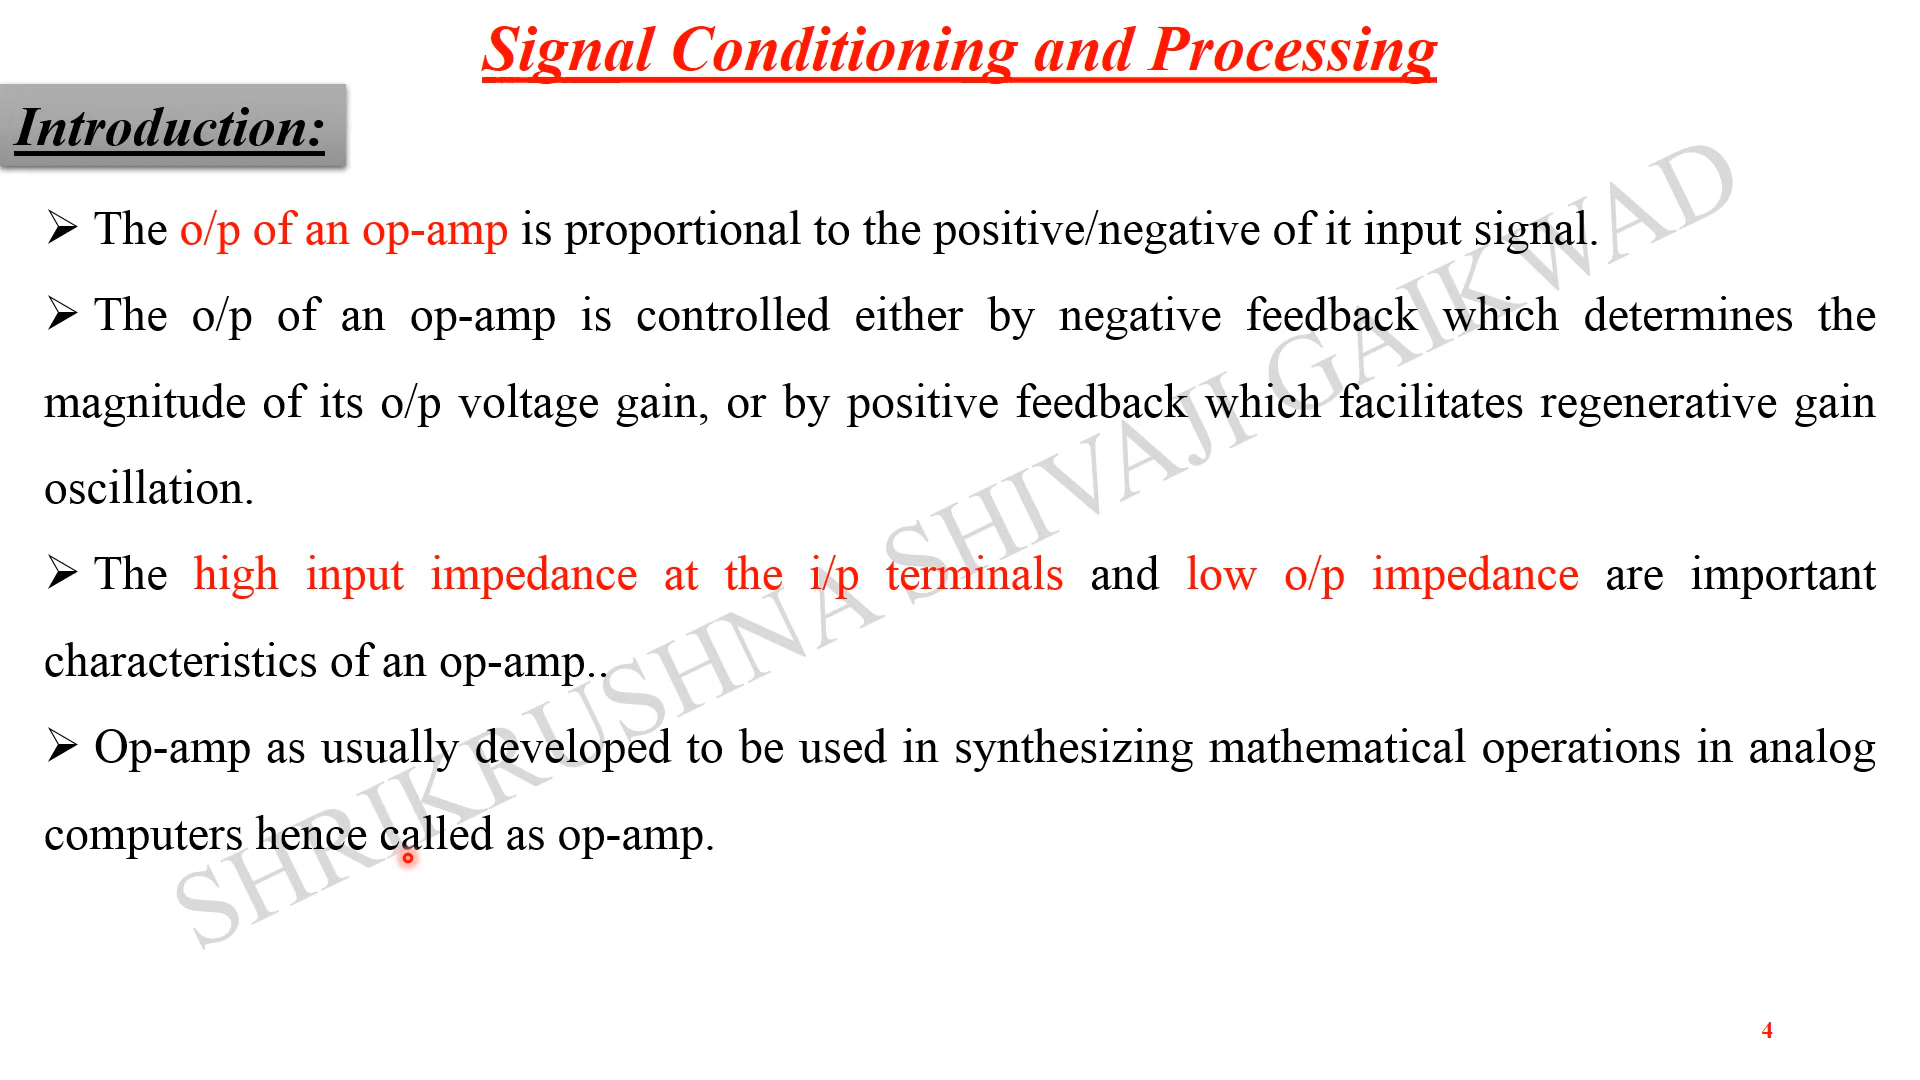 Signal Conditioning and Processing
Introduction:
➢ The o/p of an op-amp is proportional to the positive/negative of it input signal.
➢ The o/p of an op-amp is controlled either by negative feedback which determines the
magnitude of its o/p voltage gain, or by positive feedback which facilitates regenerative gain
oscillation.
➢ The high input impedance at the i/p terminals and low o/p impedance are important
characteristics of an op-amp..
➢ Op-amp as usually developed to be used in synthesizing mathematical operations in analog
computers hence called as op-amp.
SHRIKRUSHNA SHIVAJI GAIKWAD
4